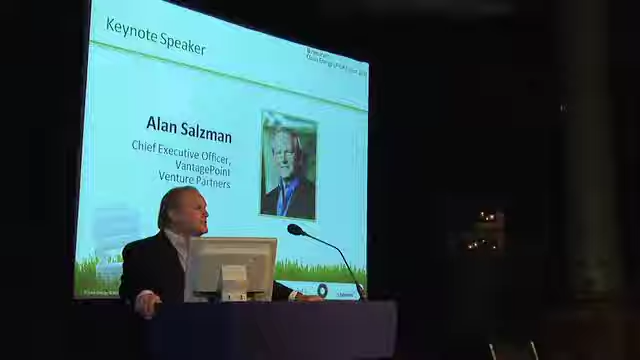 Keynote Speaker
Alan Salzman
Chief Executive Officer,
VantagePoint
Venture Partners